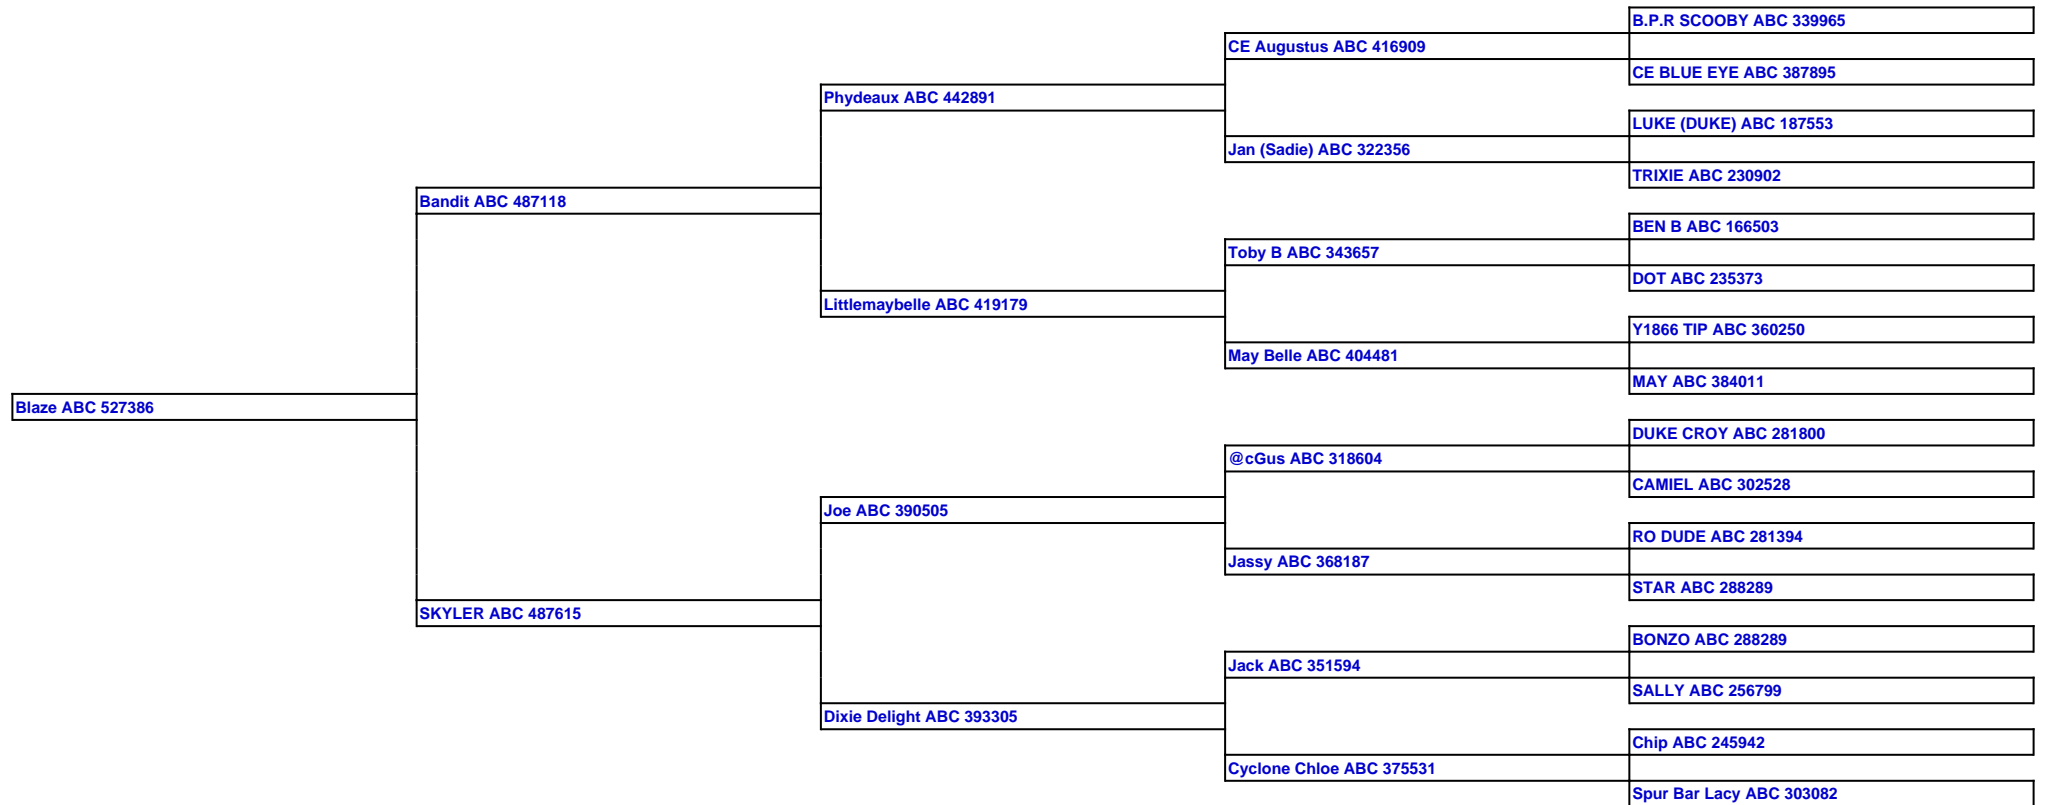 B.P.R SCOOBY ABC 339965
CE Augustus ABC 416909
CE BLUE EYE ABC 387895
Phydeaux ABC 442891
LUKE (DUKE) ABC 187553
Jan (Sadie) ABC 322356
TRIXIE ABC 230902
Bandit ABC 487118
BEN B ABC 166503
Toby B ABC 343657
DOT ABC 235373
Littlemaybelle ABC 419179
Y1866 TIP ABC 360250
May Belle ABC 404481
MAY ABC 384011
Blaze ABC 527386
DUKE CROY ABC 281800
@cGus ABC 318604
CAMIEL ABC 302528
Joe ABC 390505
RO DUDE ABC 281394
Jassy ABC 368187
STAR ABC 288289
SKYLER ABC 487615
BONZO ABC 288289
Jack ABC 351594
SALLY ABC 256799
Dixie Delight ABC 393305
Chip ABC 245942
Cyclone Chloe ABC 375531
Spur Bar Lacy ABC 303082